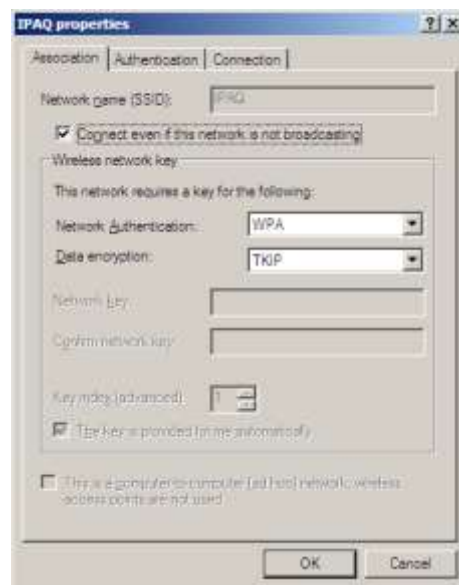 IPAQ properties
Association Authentication Connection
Network name (SSID): IPAQ
Connect even if this network is not broadcasting
Wireless network key
This network requires a key for the following:
Network Authentication: WPA
Data encryption: TKIP
Network key:
Confirm network key:
Key index (advanced): 1
The key is provided for me automatically
This is a computer-to-computer (ad hoc) network; wireless
access points are not used
OK Cancel